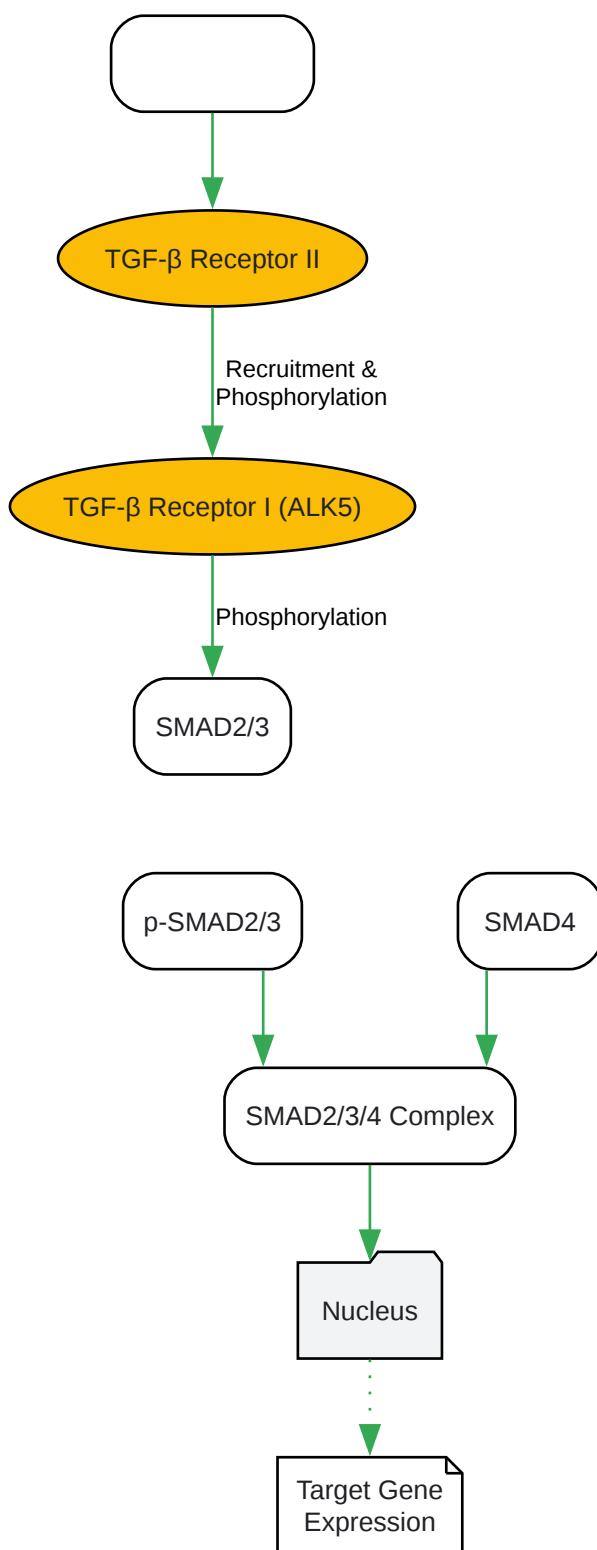 TGF-β Receptor II
Recruitment &
Phosphorylation
TGF-β Receptor I (ALK5)
Phosphorylation
SMAD2/3
p-SMAD2/3
SMAD4
SMAD2/3/4 Complex
Nucleus
Target Gene
Expression